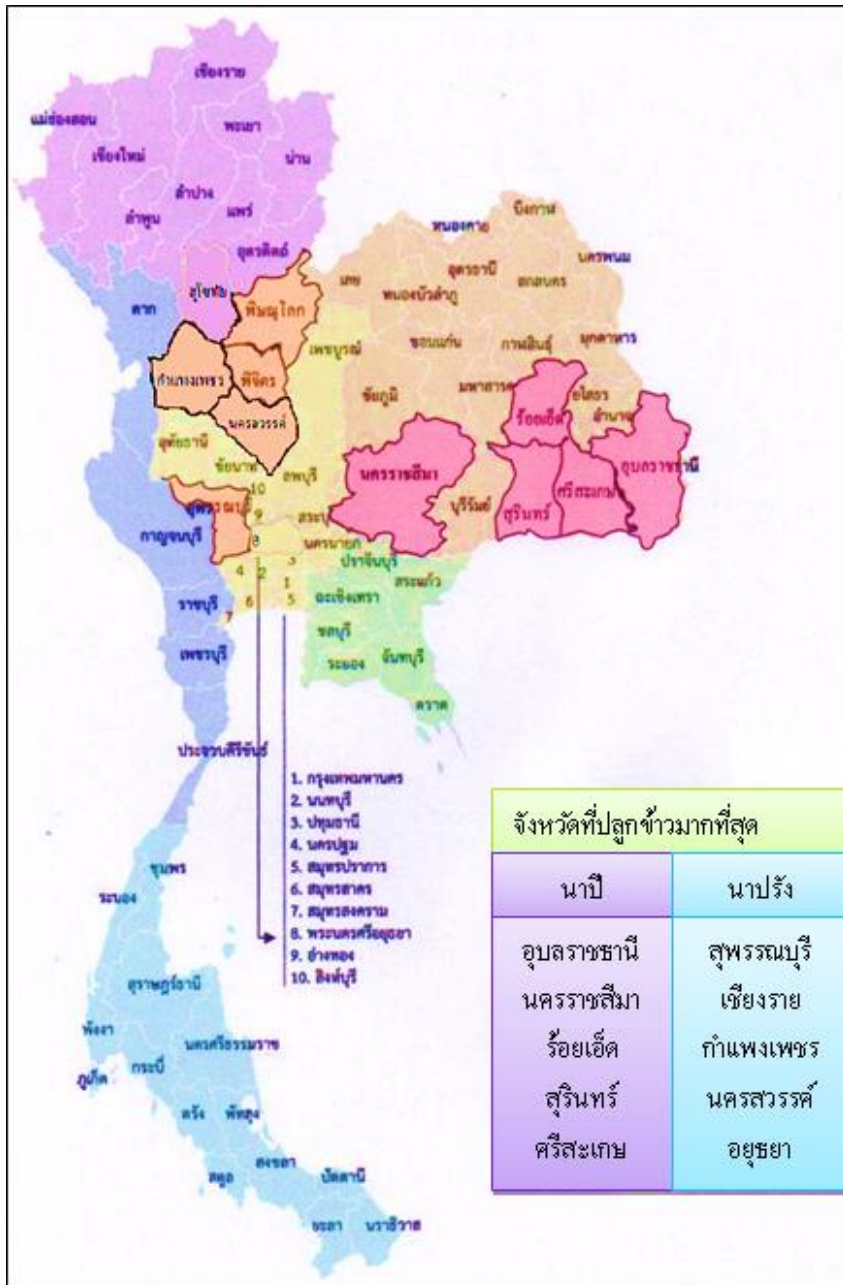 เชียงราย
แม่ฮ่องสอน
พะเยา
เชียงใหม่
น่าน
ลำปาง
ลำพูน
แพร่
อุตรดิตถ์
บึงกาฬ
หนองคาย
นครพนม
อุดรธานี
สกลนคร
เลย
หนองบัวลำภู
ตาก
สุโขทัย
พิษณุโลก
เพชรบูรณ์
ขอนแก่น
กาฬสินธุ์
มุกดาหาร
กำแพงเพชร
พิจิตร
ชัยภูมิ
มหาสารค
ยโสธร
ร้อยเอ็ด
อำนาจ
นครสวรรค์
อุทัยธานี
ชัยนาท
ลพบุรี
นครราชสีมา
อุบลราชธานี
บุรีรัมย์
สุรินทร์
ศรีสะเกษ
10
สุพรรณบุรี
9
สระบุ
กาญจนบุรี
8
นครนายก
ปราจีนบุรี
3
4
2
1
สระแก้ว
ฉะเชิงเทรา
ราชบุรี
6
5
7
ชลบุรี
เพชรบุรี
ระยอง
จันทบุรี
ตราด
ประจวบคีรีขันธ์
1. กรุงเทพมหานคร
2. นนทบุรี
3. ปทุมธานี
4. นครปฐม
5. สมุทรปราการ
6. สมุทรสาคร
7. สมุทรสงคราม
8. พระนครศรีอยุธยา
9. อ่างทอง
10. สิงห์บุรี
ชุมพร
ระนอง
สุราษฎร์ธานี
พังงา
นครศรีธรรมราช
ภูเก็ต
กระบี่
ตรัง
พัทลุง
สงขลา
สตูล
ปัตตานี
ยะลา
นราธิวาส
จังหวัดที่ปลูกข้าวมากที่สุด
นาปี นาปรัง
อุบลราชธานี สุพรรณบุรี
นครราชสีมา เชียงราย
ร้อยเอ็ด กำแพงเพชร
สุรินทร์ นครสวรรค์
ศรีสะเกษ อยุธยา